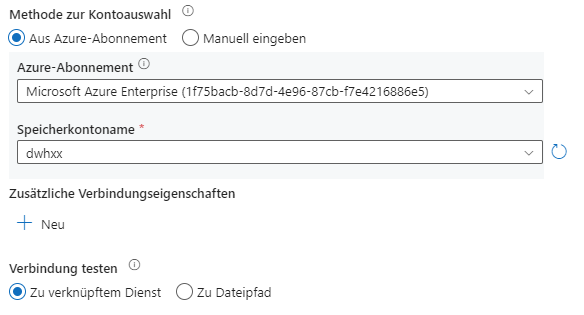 Methode zur Kontoauswahl
Aus Azure-Abonnement Manuell eingeben
Azure-Abonnement
Microsoft Azure Enterprise (1f75bacb-8d7d-4e96-87cb-f7e4216886e5)
Speicherkontoname *
dwhxx
Zusätzliche Verbindungseigenschaften
Neu
Verbindung testen
Zu verknüpftem Dienst Zu Dateipfad